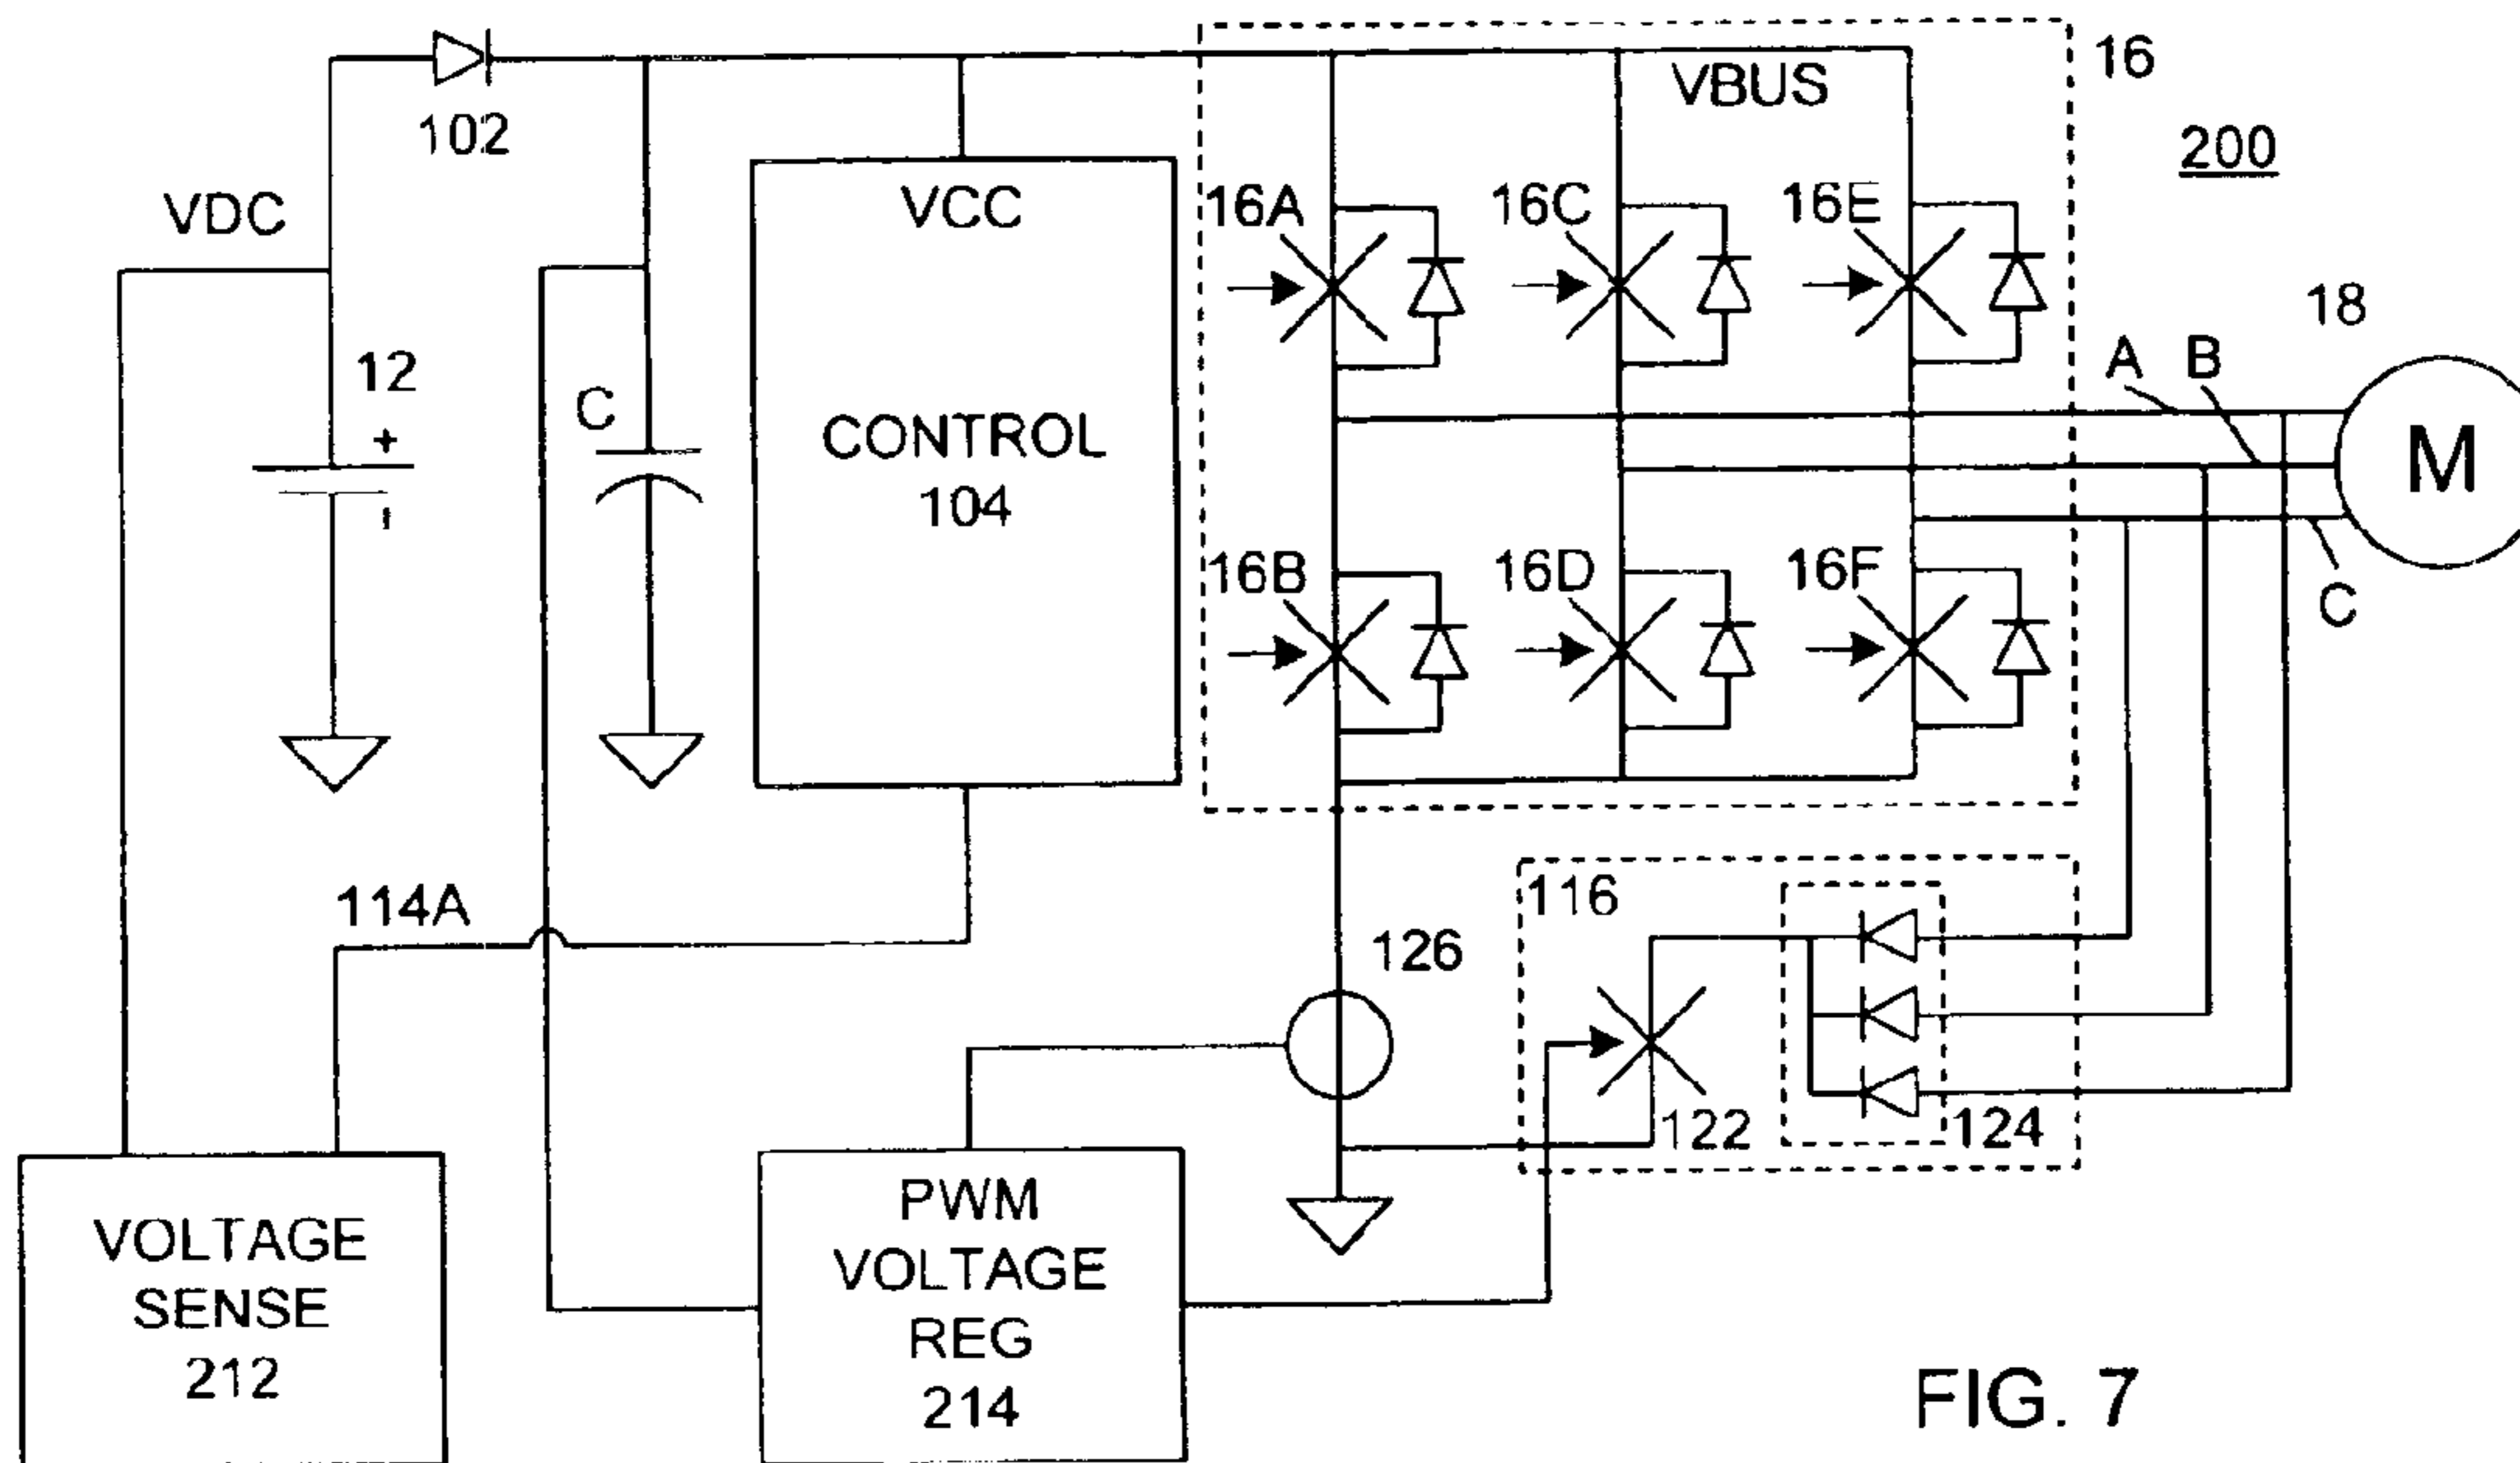 102
VBUS
16
200
VDC
VCC
16A
16C
16E
18
12
+
-
C
CONTROL
104
A
B
M
16B
16D
16F
C
114A
116
126
122
124
VOLTAGE
SENSE
212
PWM
VOLTAGE
REG
214
FIG. 7